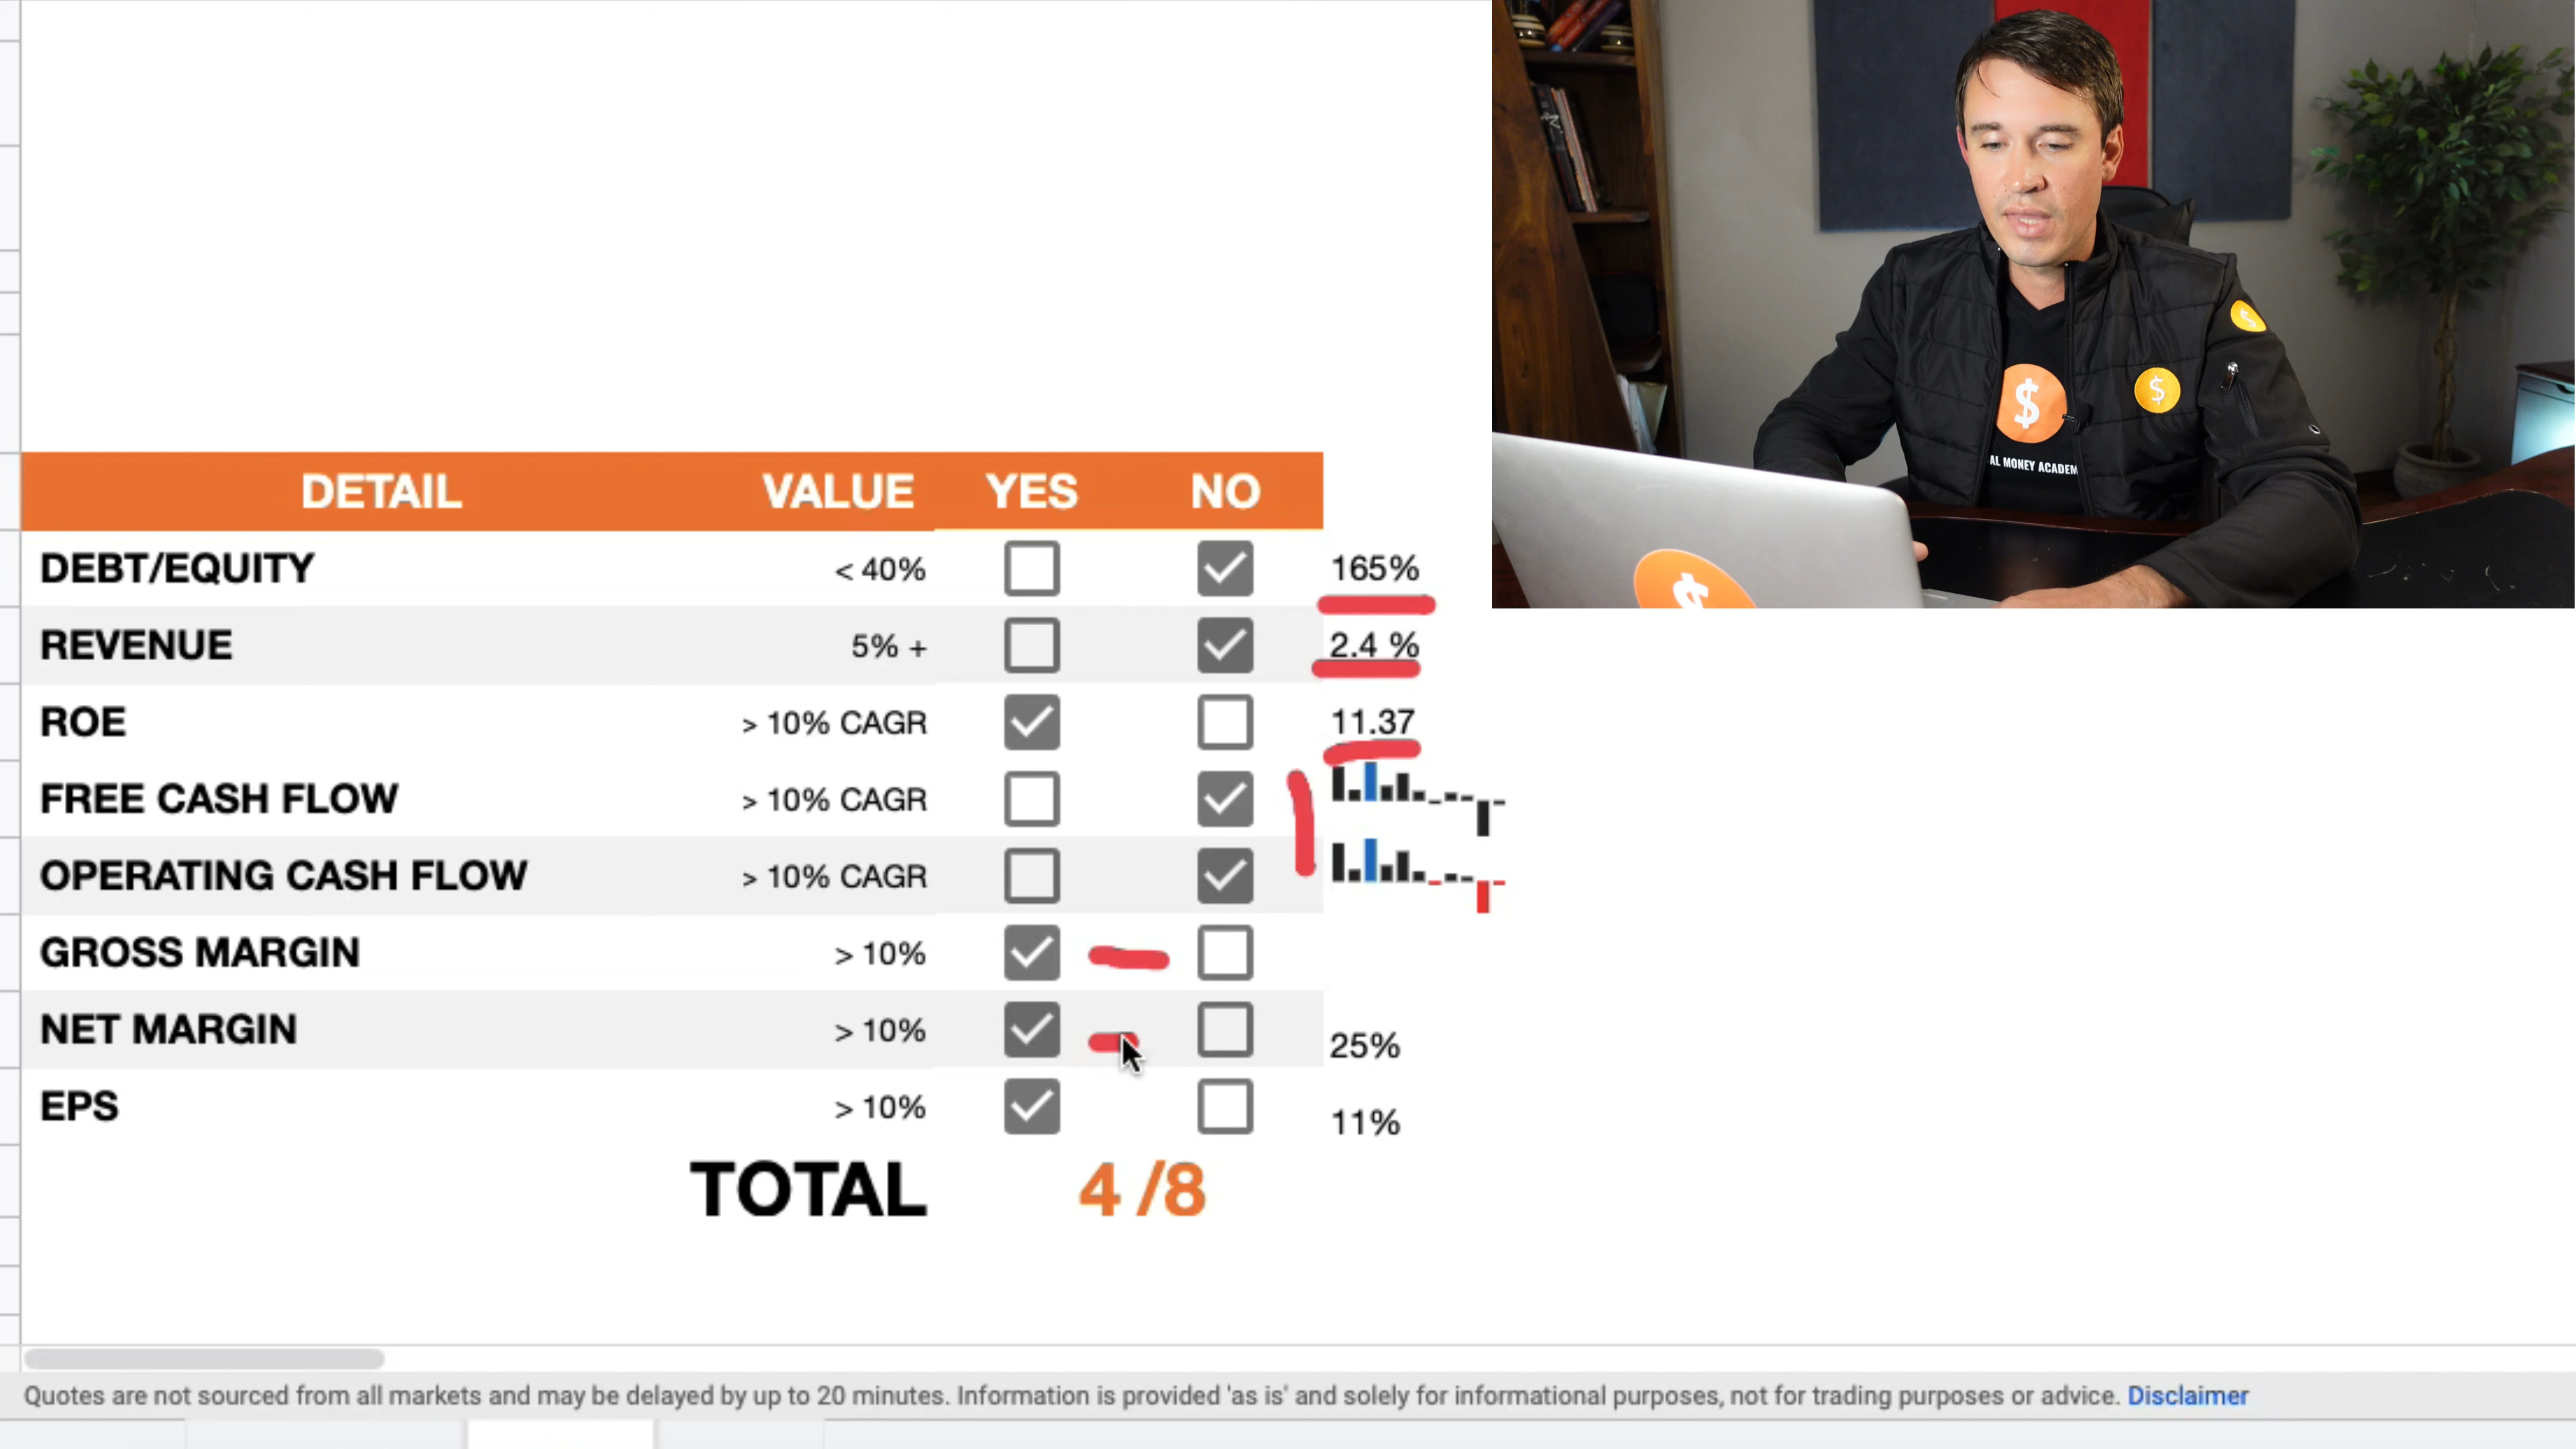 DETAIL VALUE YES NO
DEBT/EQUITY < 40% 165%
REVENUE 5% + 2.4 %
ROE > 10% CAGR 11.37
FREE CASH FLOW > 10% CAGR
OPERATING CASH FLOW > 10% CAGR
GROSS MARGIN > 10%
NET MARGIN > 10% 25%
EPS > 10% 11%
TOTAL 4 /8
$
$
$
AL MONEY ACADEM
$
Quotes are not sourced from all markets and may be delayed by up to 20 minutes. Information is provided 'as is' and solely for informational purposes, not for trading purposes or advice. Disclaimer